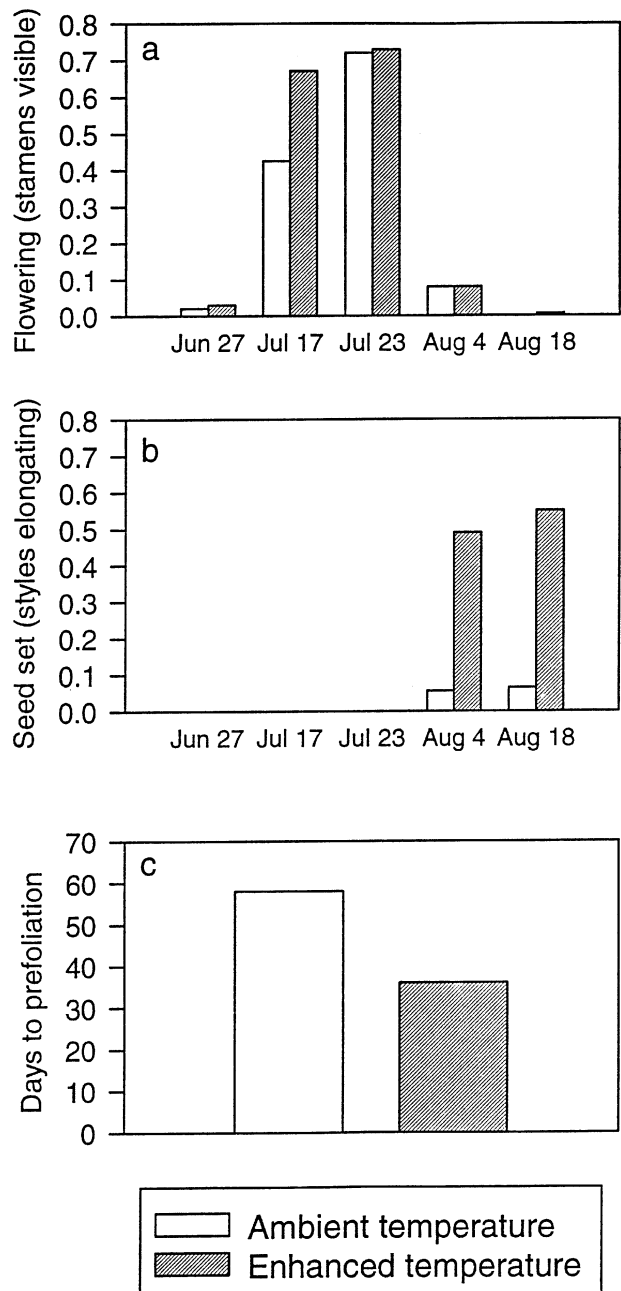 a
Flowering (stamens visible)
0.8
0.7
0.6
0.5
0.4
0.3
0.2
0.1
0.0
Jun 27 Jul 17 Jul 23 Aug 4 Aug 18
b
Seed set (styles elongating)
0.8
0.7
0.6
0.5
0.4
0.3
0.2
0.1
0.0
Jun 27 Jul 17 Jul 23 Aug 4 Aug 18
c
Days to prefoliation
70
60
50
40
30
20
10
0
Ambient temperature
Enhanced temperature